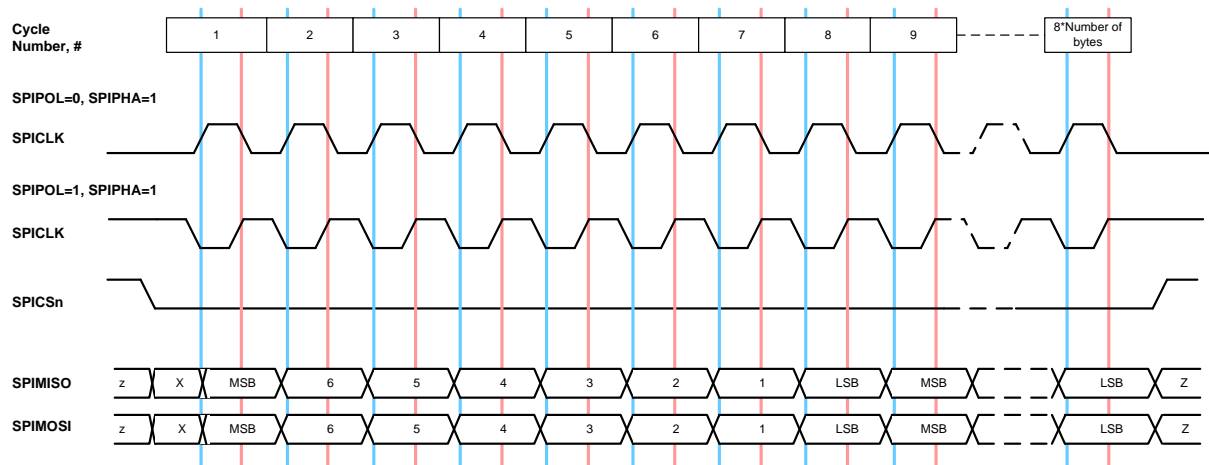 Cycle
Number, #
1 2 3 4 5 6 7 8 9
8*Number of
bytes
SPIPOL=0, SPIPHA=1
SPICLK
SPIPOL=1, SPIPHA=1
SPICLK
SPICSn
SPIMISO z X MSB 6 5 4 3 2 1 LSB MSB LSB Z
SPIMOSI z X MSB 6 5 4 3 2 1 LSB MSB LSB Z